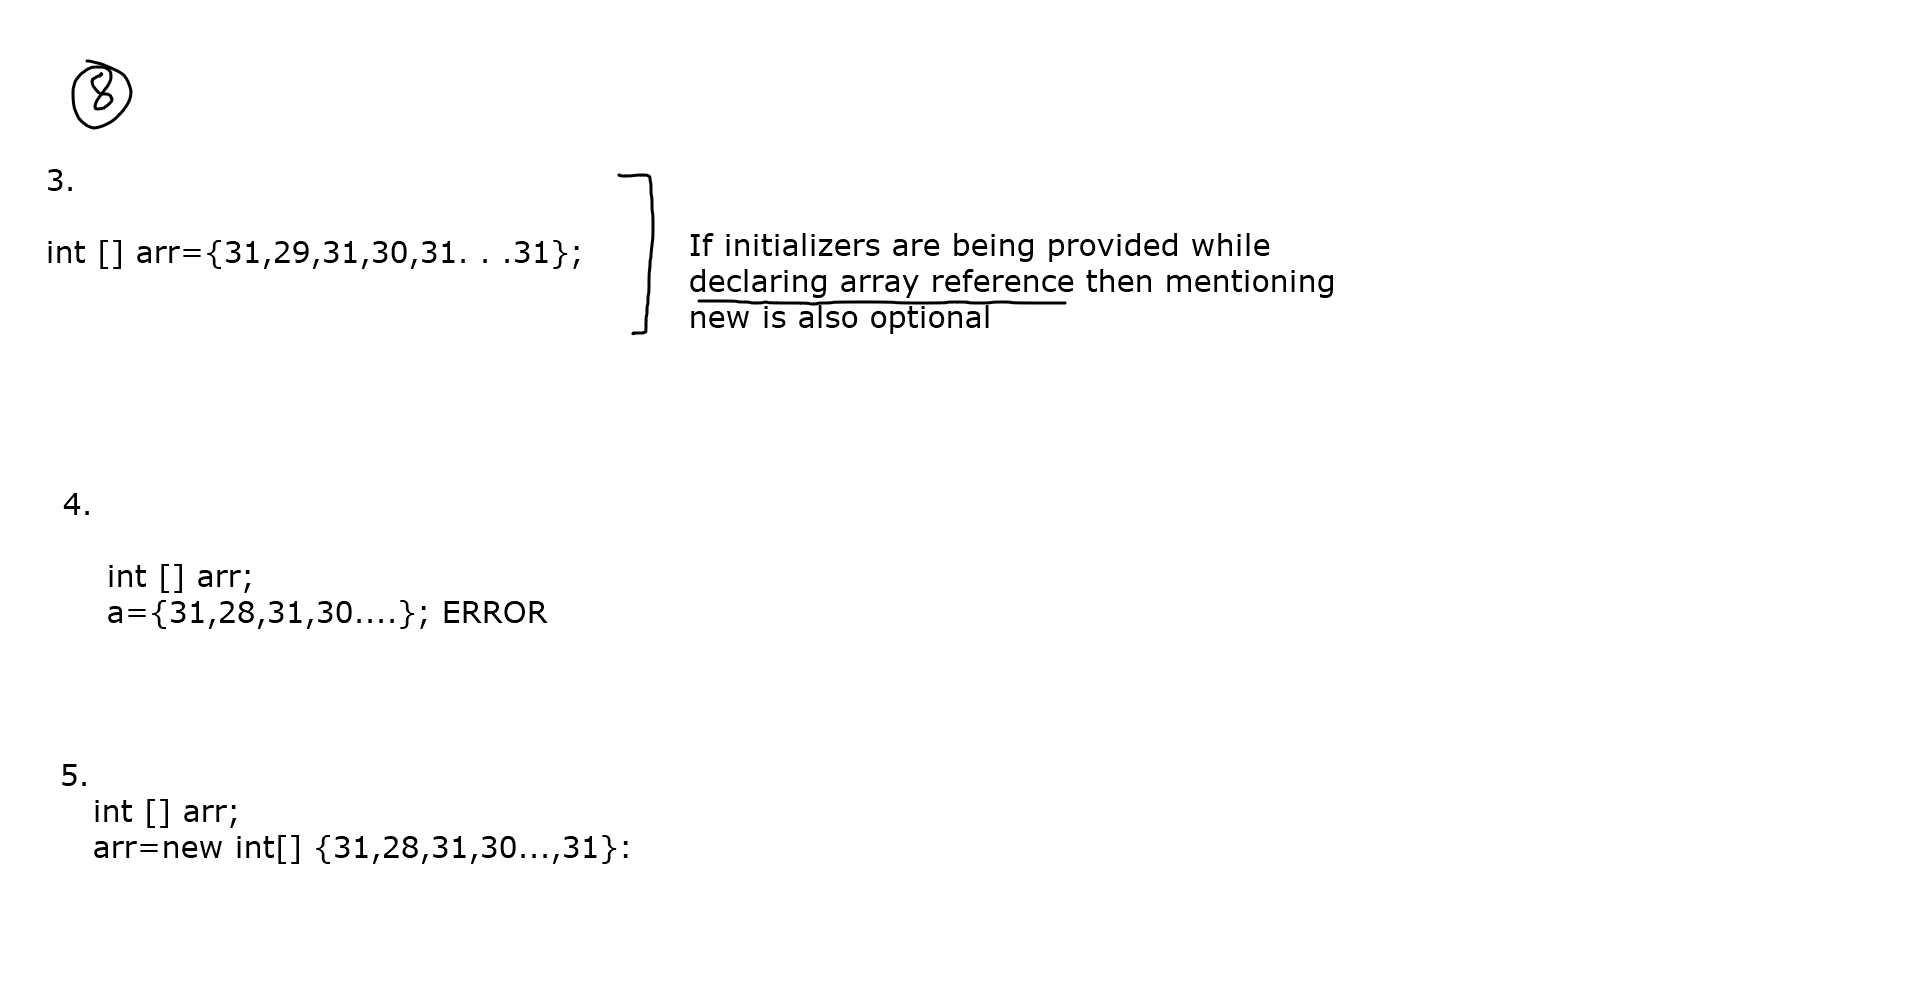 8
3.
int [] arr={31,29,31,30,31. . .31};
If initializers are being provided while
declaring array reference then mentioning
new is also optional
4.
int [] arr;
a={31,28,31,30....}; ERROR
5.
int [] arr;
arr=new int[] {31,28,31,30...,31}: